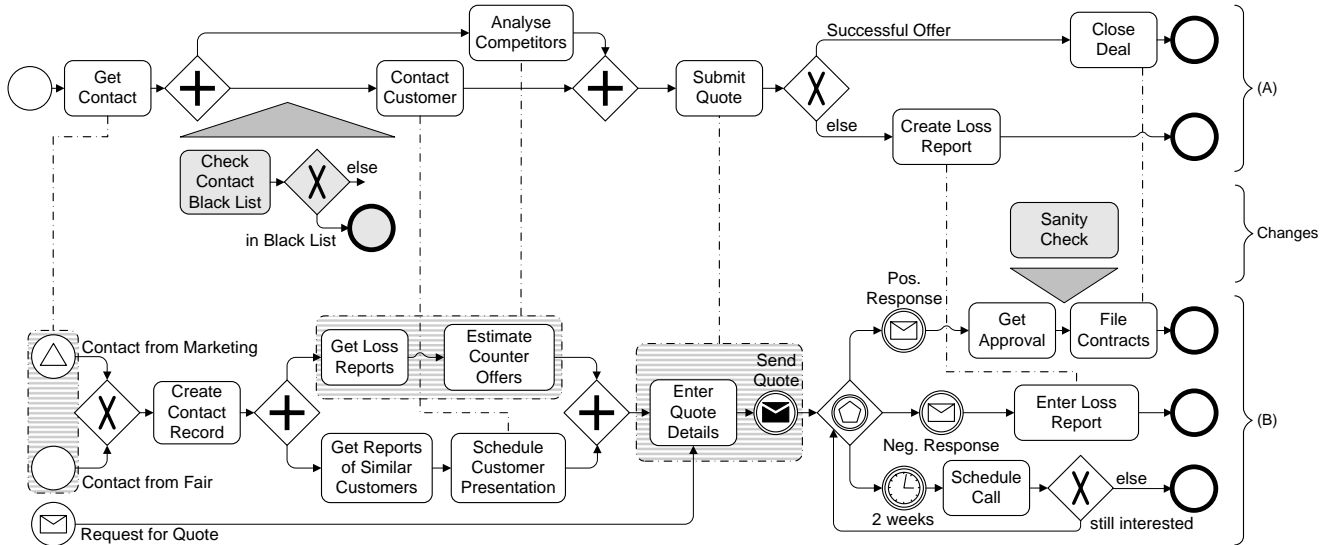 Analyse
Competitors
Successful Offer
Close
Deal
Get
Contact
Contact
Customer
Submit
Quote
(A)
else
Create Loss
Report
Check
Contact
Black List
else
in Black List
Sanity
Check
Changes
Pos.
Response
Contact from Marketing
Get Loss
Reports
Estimate
Counter
Offers
Send
Quote
Get
Approval
File
Contracts
Create
Contact
Record
Enter
Quote
Details
Neg. Response
Enter Loss
Report
(B)
Contact from Fair
Get Reports
of Similar
Customers
Schedule
Customer
Presentation
2 weeks
Schedule
Call
else
still interested
Request for Quote